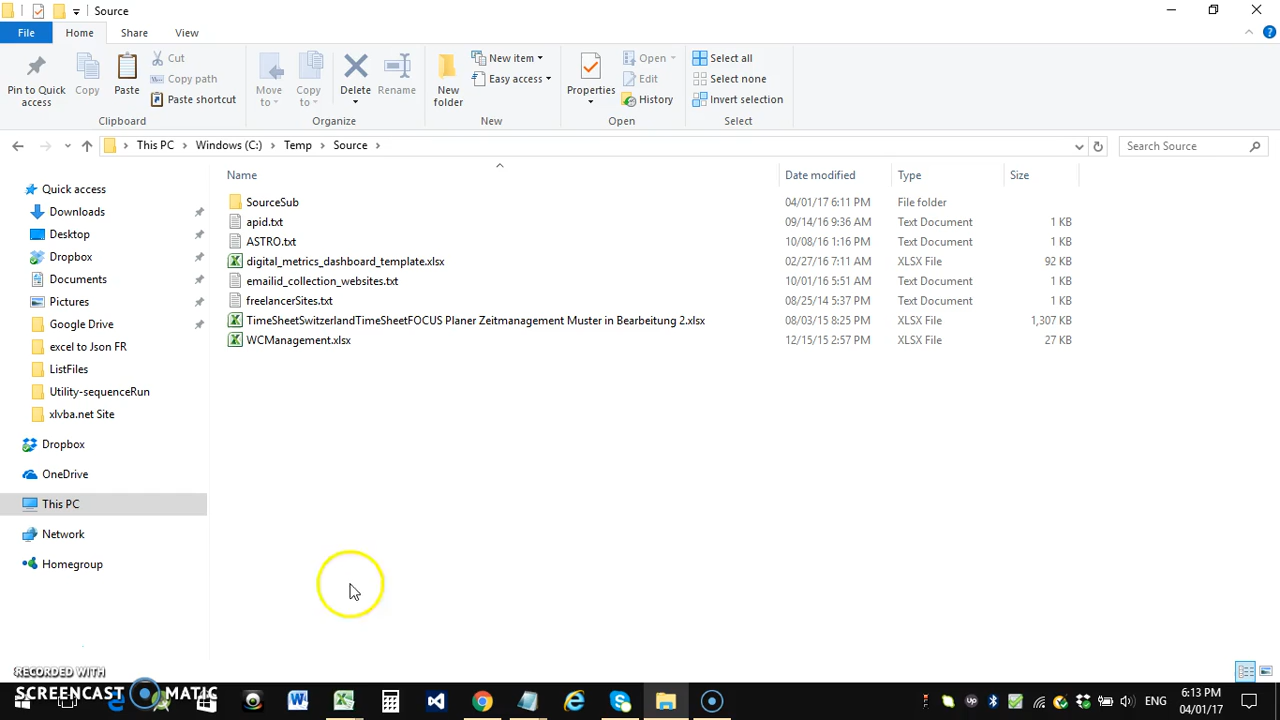 Source
File
Home
Share
View
Pin to Quick access
Copy
Paste
Cut
Copy path
Paste shortcut
Clipboard
Move to
Copy to
Delete
Rename
Organize
New folder
New item
Easy access
New
Properties
Open
Edit
History
Open
Select all
Select none
Invert selection
Select
This PC > Windows (C:) > Temp > Source >
Search Source
Name Date modified Type Size
SourceSub 04/01/17 6:11 PM File folder
apid.txt 09/14/16 9:36 AM Text Document 1 KB
ASTRO.txt 10/08/16 1:16 PM Text Document 1 KB
digital_metrics_dashboard_template.xlsx 02/27/16 7:11 AM XLSX File 92 KB
emailid_collection_websites.txt 10/01/16 5:51 AM Text Document 1 KB
freelancerSites.txt 08/25/14 5:37 PM Text Document 1 KB
TimeSheetSwitzerlandTimeSheetFOCUS Planer Zeitmanagement Muster in Bearbeitung 2.xlsx 08/03/15 8:25 PM XLSX File 1,307 KB
WCManagement.xlsx 12/15/15 2:57 PM XLSX File 27 KB
Quick access
Downloads
Desktop
Dropbox
Documents
Pictures
Google Drive
excel to Json FR
ListFiles
Utility-sequenceRun
xlvba.net Site
Dropbox
OneDrive
This PC
Network
Homegroup
RECORDED WITH
SCREENCAST MATIC
ENG
6:13 PM
04/01/17